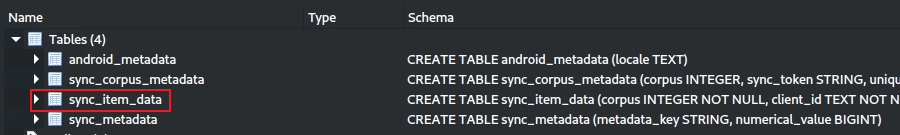 Name Type Schema
Tables (4)
android_metadata CREATE TABLE android_metadata (locale TEXT)
sync_corpus_metadata CREATE TABLE sync_corpus_metadata (corpus INTEGER, sync_token STRING, uniqu
sync_item_data CREATE TABLE sync_item_data (corpus INTEGER NOT NULL, client_id TEXT NOT N
sync_metadata CREATE TABLE sync_metadata (metadata_key STRING, numerical_value BIGINT)